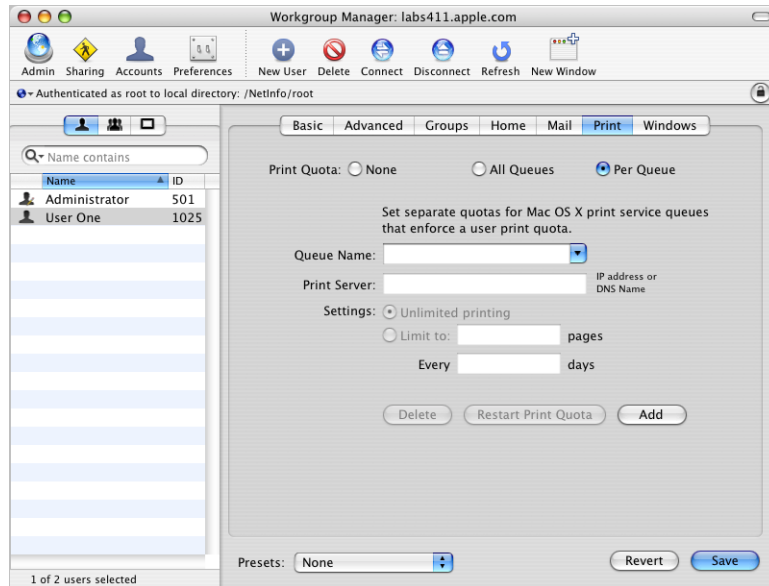 Workgroup Manager: labs411.apple.com
Admin Sharing Accounts Preferences New User Delete Connect Disconnect Refresh New Window
Authenticated as root to local directory: /NetInfo/root
Name contains
Name ID
Administrator 501
User One 1025
1 of 2 users selected
Basic Advanced Groups Home Mail Print Windows
Print Quota: None All Queues Per Queue
Set separate quotas for Mac OS X print service queues
that enforce a user print quota.
Queue Name:
Print Server: IP address or
DNS Name
Settings: Unlimited printing
Limit to: pages
Every days
Delete Restart Print Quota Add
Presets: None Revert Save